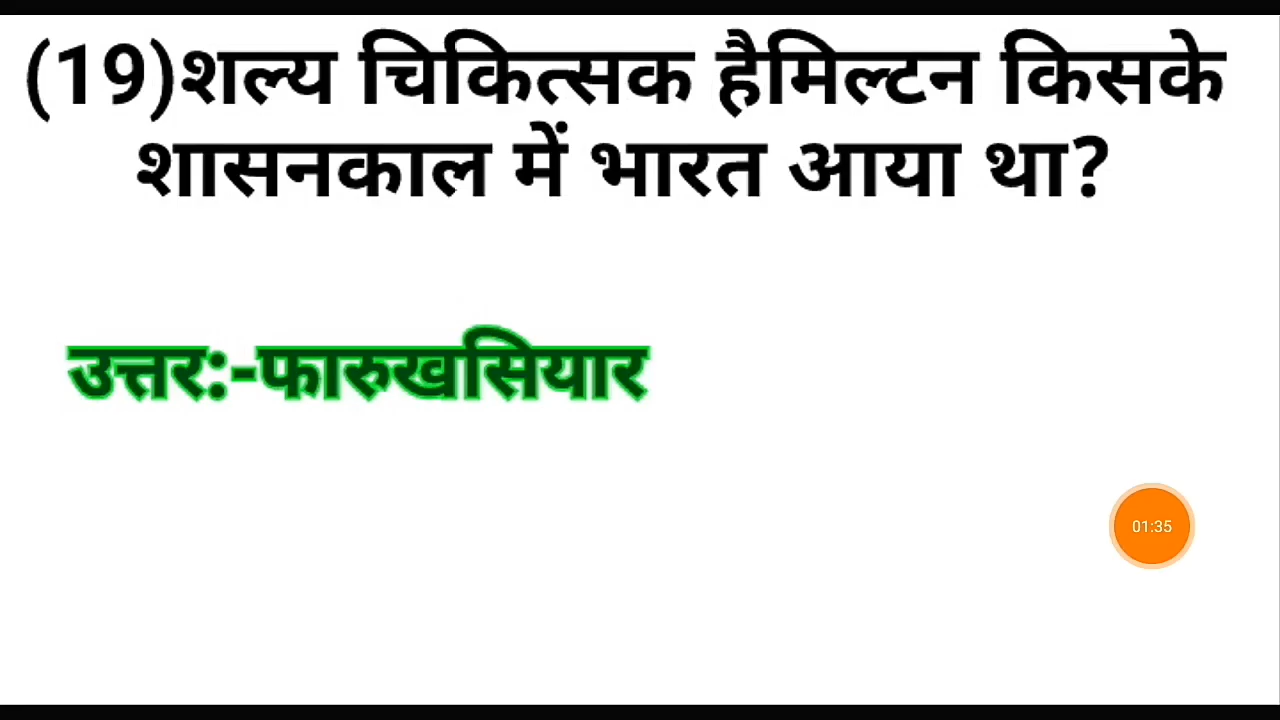 (19)शल्य चिकित्सक हैमिल्टन किसके
शासनकाल में भारत आया था?
उत्तर:-फारुखसियार
01:35